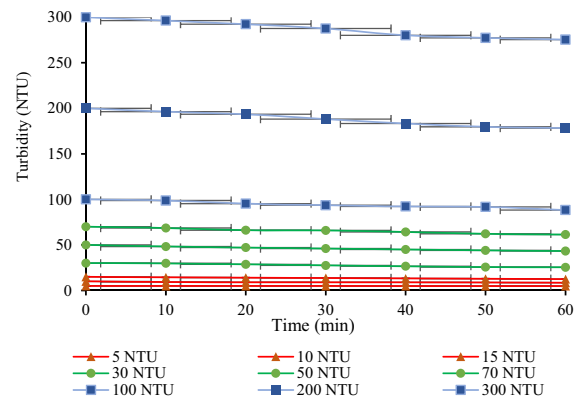 300
250
200
150
100
50
0
Turbidity (NTU)
0 10 20 30 40 50 60
Time (min)
5 NTU 10 NTU 15 NTU
30 NTU 50 NTU 70 NTU
100 NTU 200 NTU 300 NTU